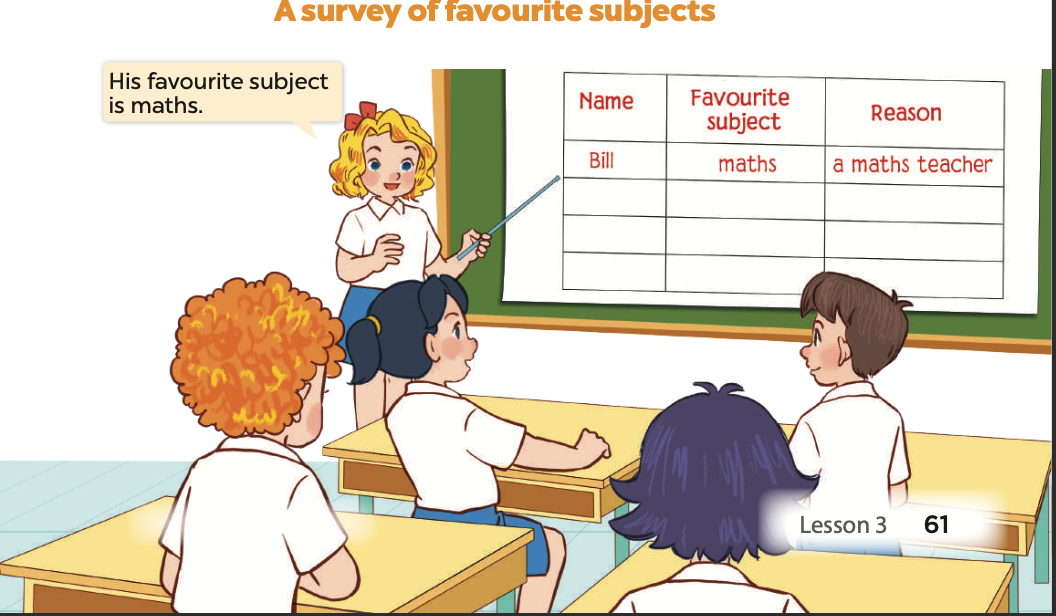 A survey of favourite subjects
His favourite subject
is maths.
Name
Favourite
subject
Reason
Bill
maths
a maths teacher
Lesson 3 61